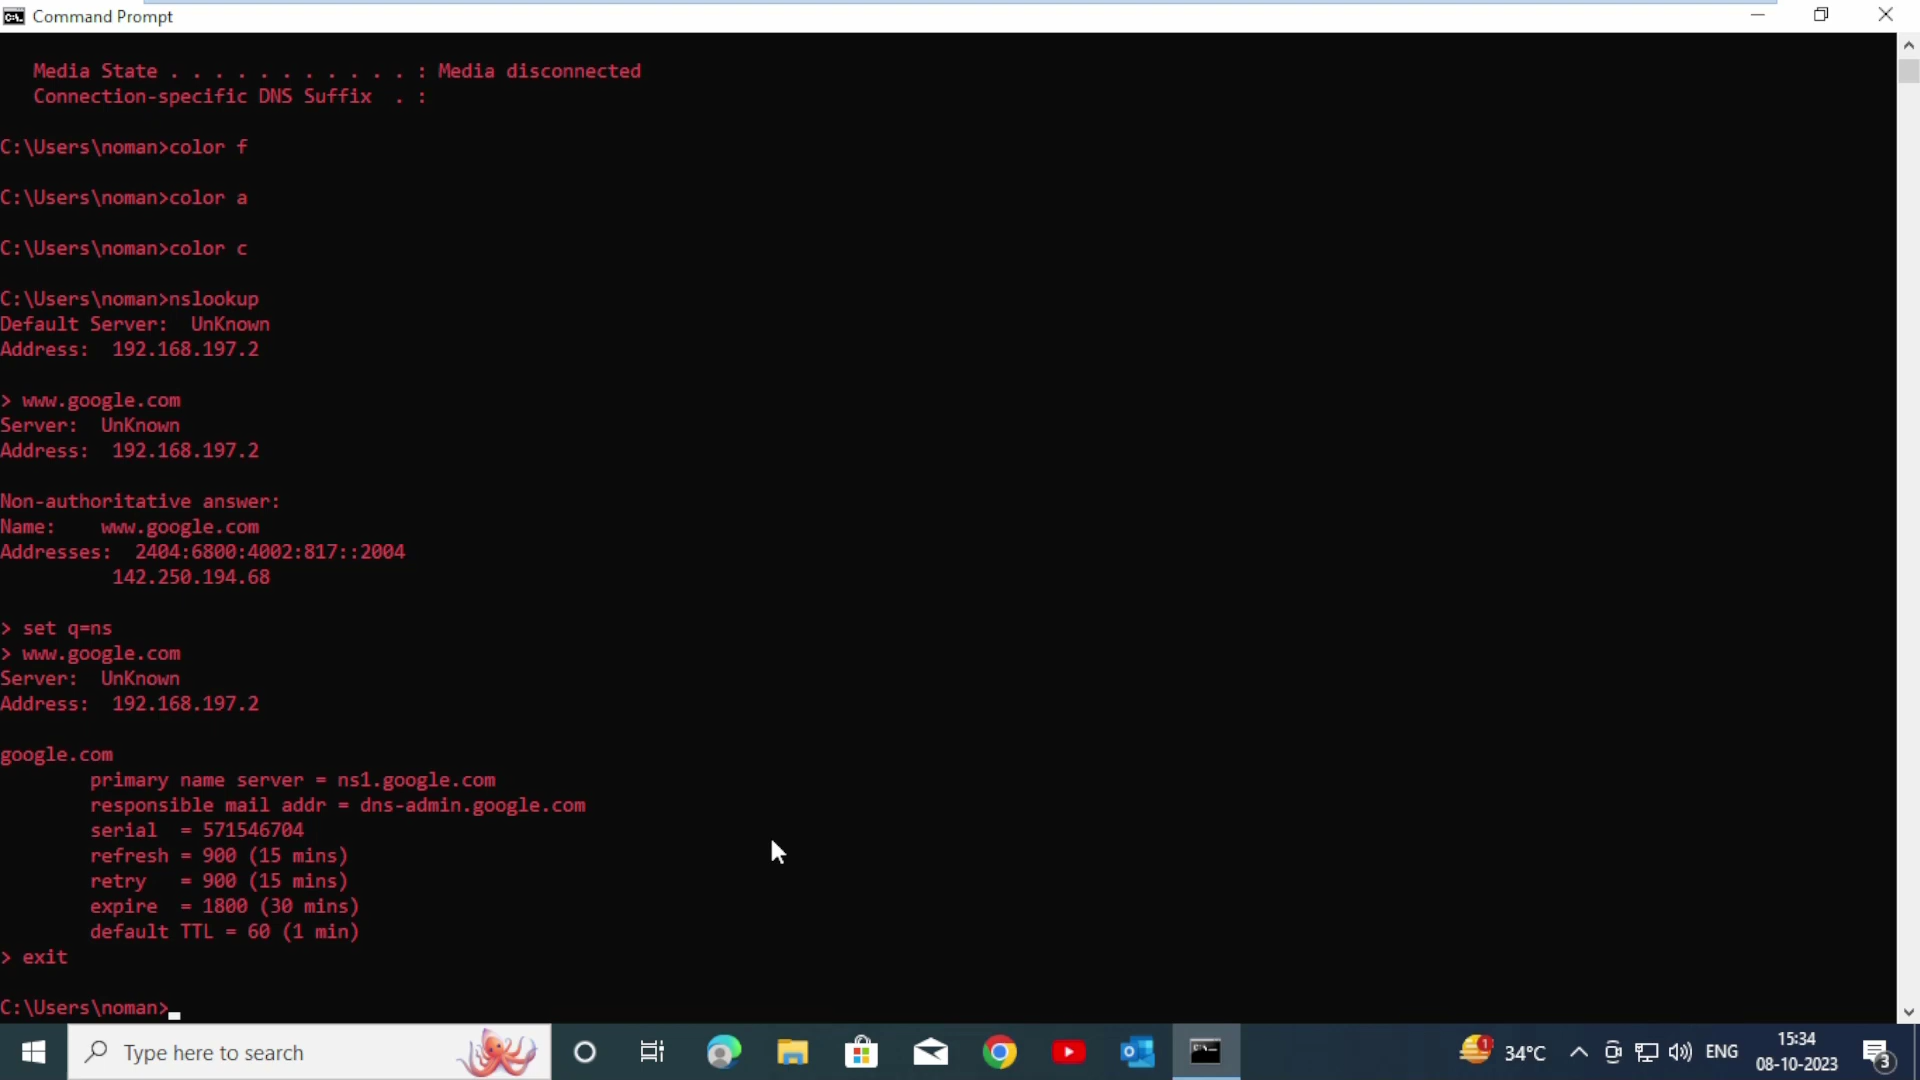 Command Prompt
Media State . . . . . . . . . . . : Media disconnected
Connection-specific DNS Suffix  . :
C:\Users\noman>color f
C:\Users\noman>color a
C:\Users\noman>color c
C:\Users\noman>nslookup
Default Server:  UnKnown
Address:  192.168.197.2
> www.google.com
Server:  UnKnown
Address:  192.168.197.2
Non-authoritative answer:
Name:    www.google.com
Addresses:  2404:6800:4002:817::2004
142.250.194.68
> set q=ns
> www.google.com
Server:  UnKnown
Address:  192.168.197.2
google.com
primary name server = ns1.google.com
responsible mail addr = dns-admin.google.com
serial  = 571546704
refresh = 900 (15 mins)
retry   = 900 (15 mins)
expire  = 1800 (30 mins)
default TTL = 60 (1 min)
> exit
C:\Users\noman>
Type here to search
1
34°C
ENG
15:34
08-10-2023
3